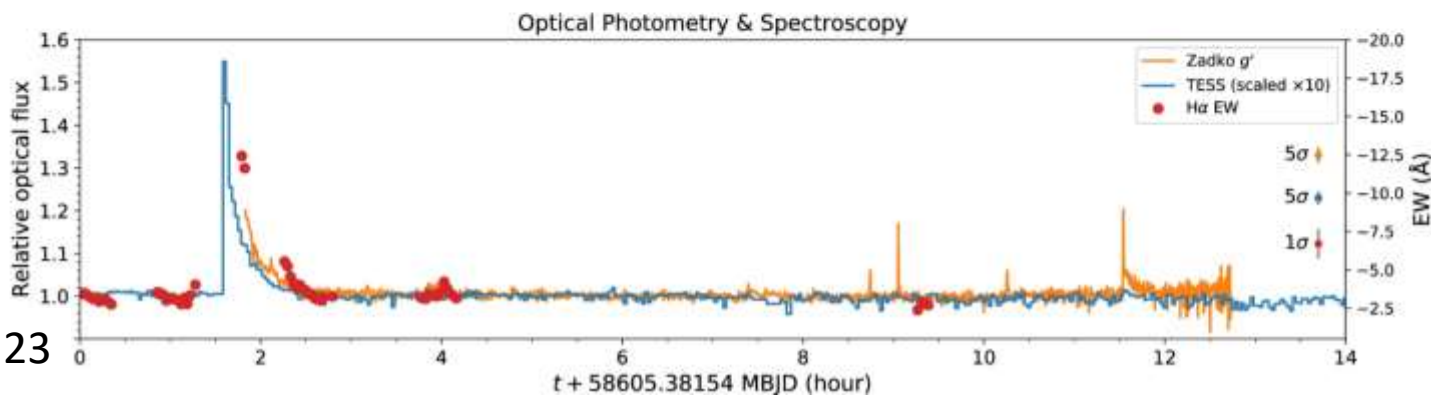 Optical Photometry & Spectroscopy
Relative optical flux
1.6
1.5
1.4
1.3
1.2
1.1
1.0
Zadko g'
TESS (scaled ×10)
Hα EW
5σ
5σ
1σ
−20.0
−17.5
−15.0
−12.5
−10.0
−7.5
−5.0
−2.5
EW (Å)
23
0 2 4 6 8 10 12 14
t + 58605.38154 MBJD (hour)